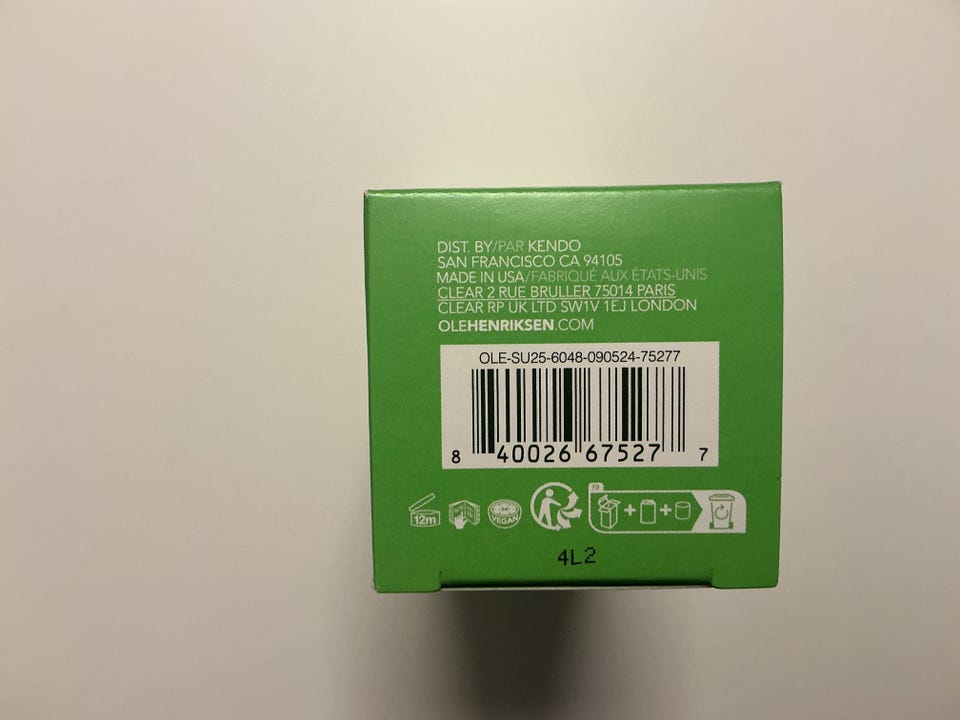 DIST. BY/PAR KENDO
SAN FRANCISCO CA 94105
MADE IN USA/FABRIQUÉ AUX ÉTATS-UNIS
CLEAR 2 RUE BRULLER 75014 PARIS
CLEAR RP UK LTD SW1V 1EJ LONDON
OLEHENRIKSEN.COM
OLE-SU25-6048-090524-75277
8 40026 67527 7
12m
VEGAN
FR
4L2